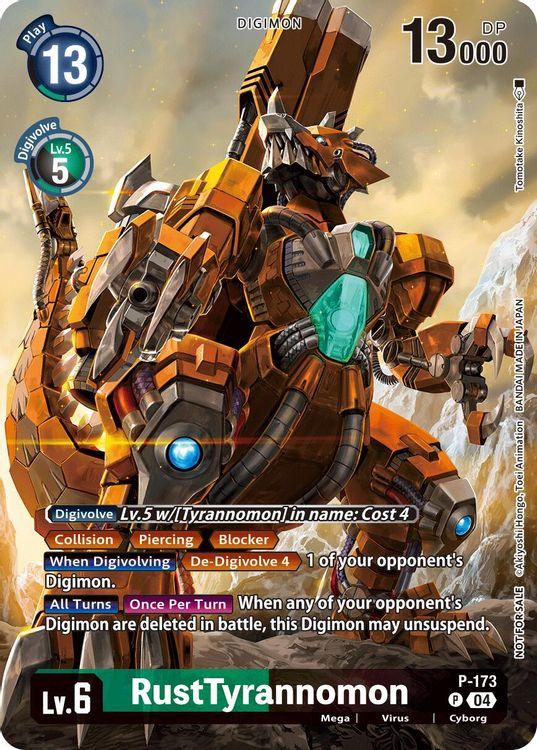 DIGIMON
Play
13
DP
13000
Digivolve
Lv.5
5
Tomotake Kinoshita
©Akiyoshi Hongo, Toei Animation BANDAI MADE IN JAPAN
NOT FOR SALE
Digivolve Lv.5 w/[Tyrannomon] in name: Cost 4
Collision Piercing Blocker
When Digivolving De-Digivolve 4 1 of your opponent's
Digimon.
All Turns Once Per Turn When any of your opponent's
Digimon are deleted in battle, this Digimon may unsuspend.
Lv.6
RustTyrannomon
P-173
P 04
Mega | Virus | Cyborg